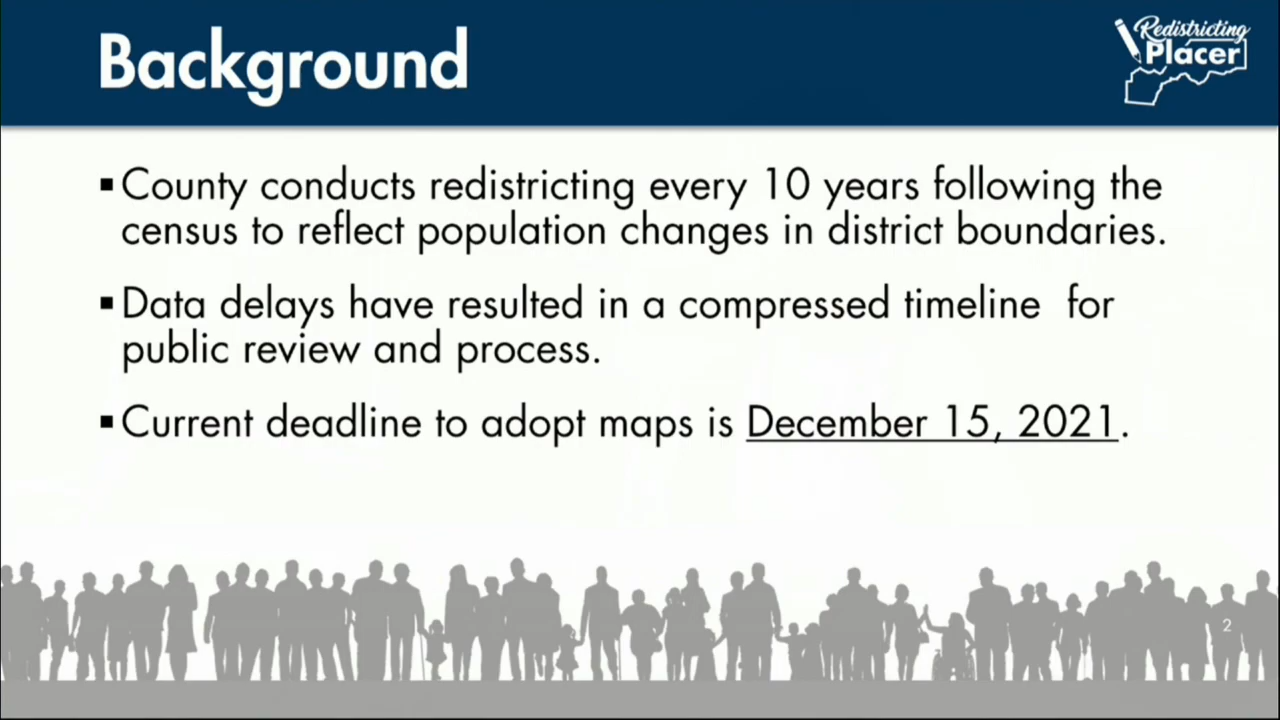 Background
Redistricting
Placer
▪County conducts redistricting every 10 years following the
census to reflect population changes in district boundaries.
▪Data delays have resulted in a compressed timeline  for
public review and process.
▪Current deadline to adopt maps is December 15, 2021.
2